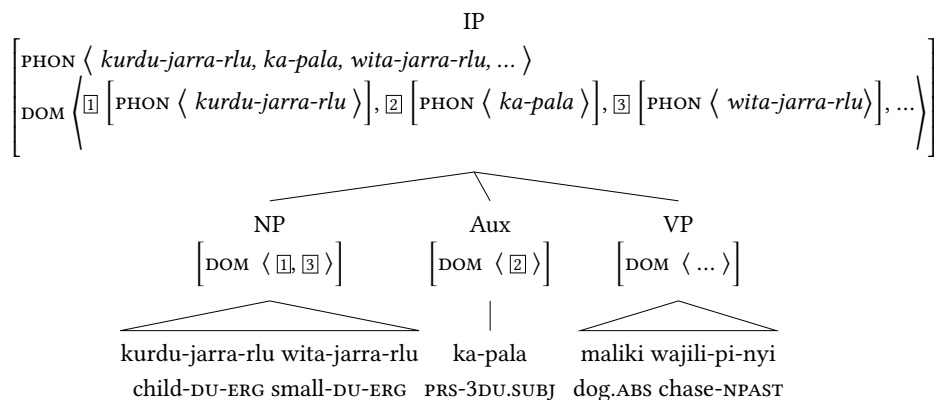 IP
PHON ⟨ kurdu-jarra-rlu, ka-pala, wita-jarra-rlu, … ⟩
DOM ⟨ 1 [PHON ⟨ kurdu-jarra-rlu ⟩], 2 [PHON ⟨ ka-pala ⟩], 3 [PHON ⟨ wita-jarra-rlu⟩], …⟩
NP Aux VP
[DOM ⟨ 1, 3 ⟩] [DOM ⟨ 2 ⟩] [DOM ⟨ … ⟩]
kurdu-jarra-rlu wita-jarra-rlu ka-pala maliki wajili-pi-nyi
child-DU-ERG small-DU-ERG PRS-3DU.SUBJ dog.ABS chase-NPAST